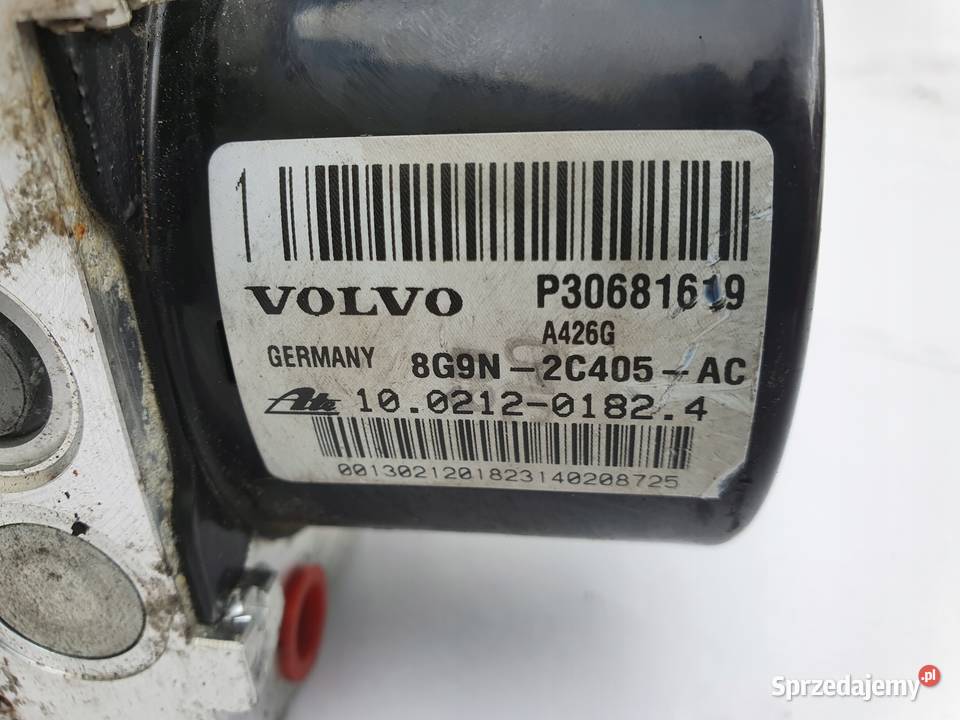 1
VOLVO P30681619
A426G
GERMANY 8G9N-2C405-AC
Ate 10.0212-0182.4
0013021201823140208725
Sprzedajemy.pl